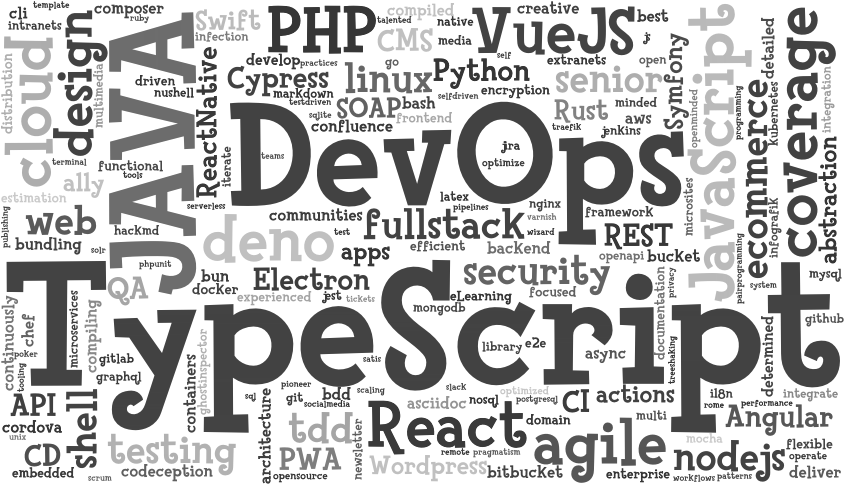 cli
template
composer
ruby
intranets
Swift
infection
PHP
talented
compiled
CMS
native
media
creative
VueJS
best
jr
extranets
open
self
cloud
distribution
design
multimedia
driven
nushell
JAVA
ReactNative
develop
practices
Cypress
markdown
testdriven
linux
go
Python
selfdriven
encryption
senior
Symfony
openminded
JavaScript
programming
ecommerce
kubernetes
detailed
coverage
integration
sqlite
SOAP
bash
frontend
confluence
Rust
minded
aws
traefik
jenkins
terminal
functional
tools
iterate
teams
DevOps
jira
optimize
estimation
ally
serverless
latex
pipelines
nginx
varnish
wizard
framework
microsites
infografik
abstraction
publishing
web
bundling
solr
hackmd
communities
test
deno
fullstack
efficient
backend
REST
openapi
bucket
pairprogramming
apps
phpunit
QA
bun
docker
Electron
experienced
jest
tickets
security
focused
eLearning
mongodb
documentation
privacy
system
mysql
github
TypeScript
continuously
chef
poker
tooling
microservices
compiling
gitlab
graphql
containers
ghostinspector
satis
library
e2e
async
treeshaking
determined
API
cordova
unix
CD
embedded
shell
scrum
testing
codeception
sql
architecture
pioneer
git
socialmedia
bdd
scaling
tdd
PWA
opensource
newsletter
asciidoc
slack
nosql
optimized
postgresql
React
domain
remote
pragmatism
Wordpress
bitbucket
agile
CI
actions
multi
enterprise
i18n
rome
performance
integrate
Angular
mocha
nodejs
workflows
patterns
flexible
operate
deliver